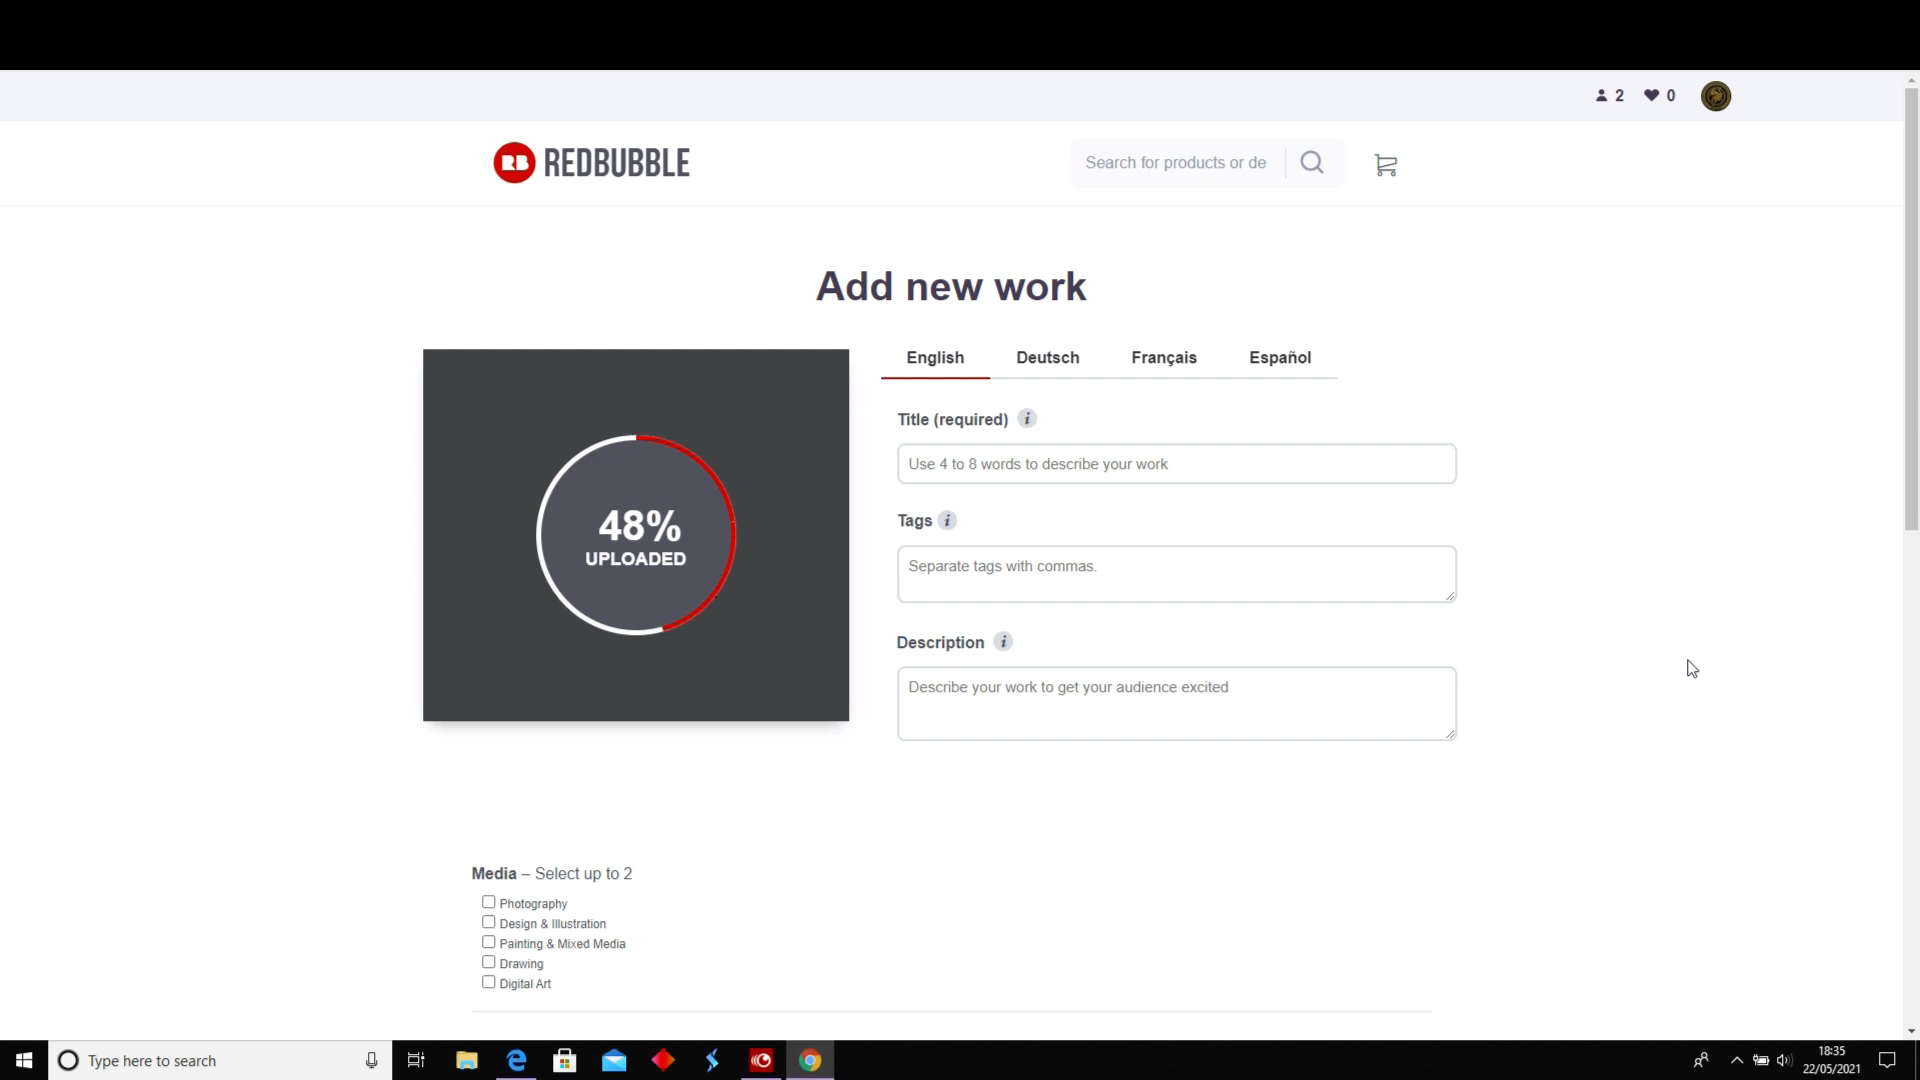 2 0
RB REDBUBBLE
Search for products or de
Add new work
English Deutsch Français Español
Title (required) i
Use 4 to 8 words to describe your work
Tags i
Separate tags with commas.
Description i
Describe your work to get your audience excited
48%
UPLOADED
Media – Select up to 2
Photography
Design & Illustration
Painting & Mixed Media
Drawing
Digital Art
Type here to search
18:35
22/05/2021